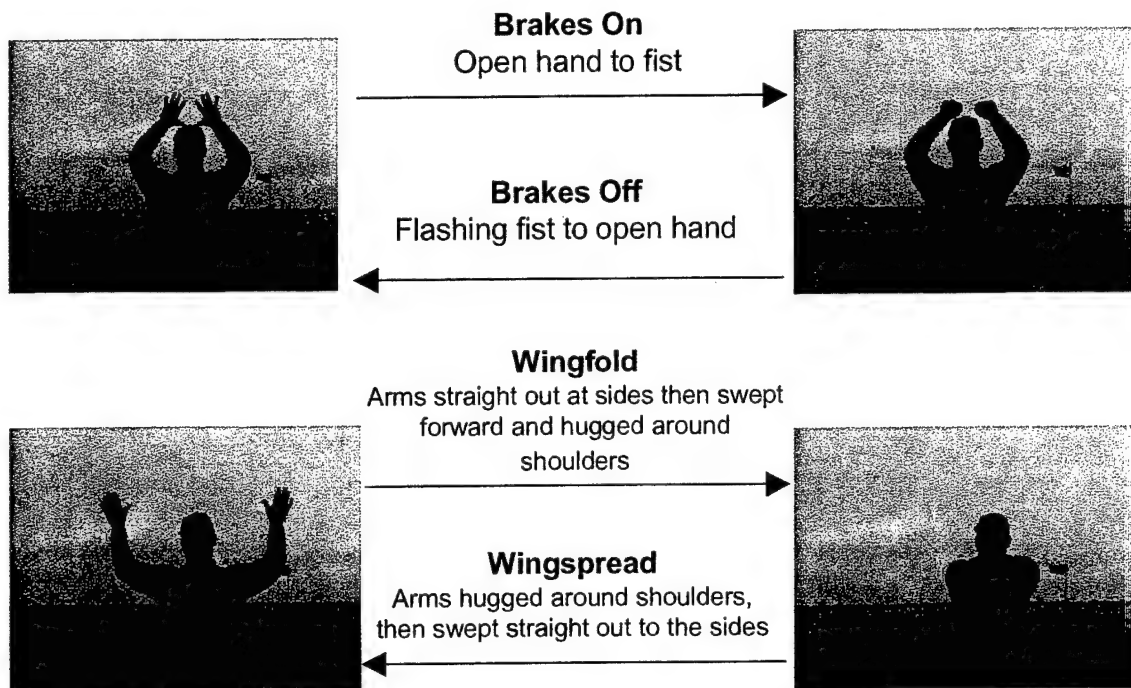 Brakes On
Open hand to fist
Brakes Off
Flashing fist to open hand
Wingfold
Arms straight out at sides then swept
forward and hugged around
shoulders
Wingspread
Arms hugged around shoulders,
then swept straight out to the sides